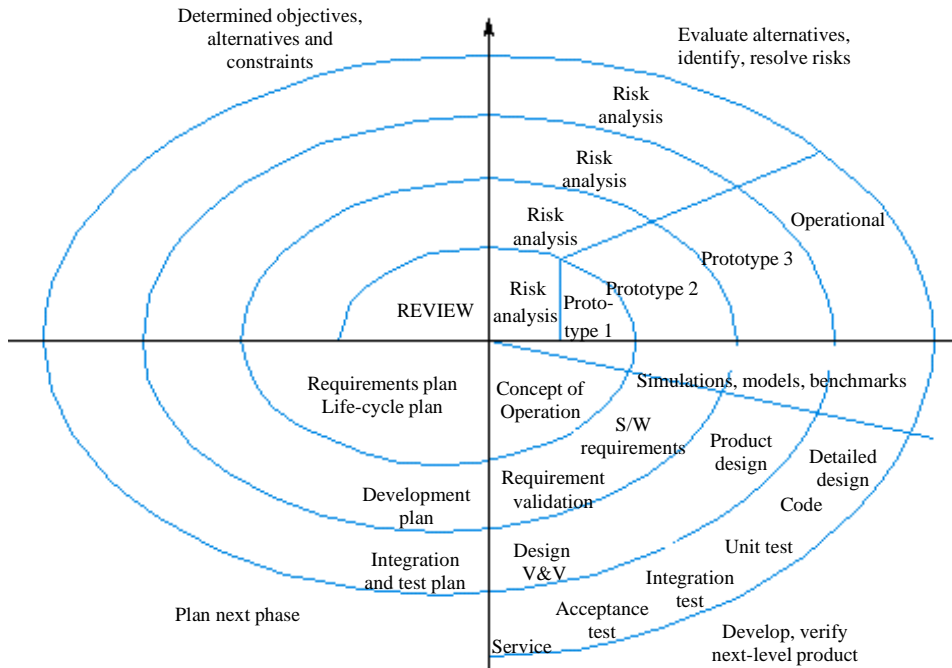 Determined objectives,
alternatives and
constraints
Evaluate alternatives,
identify, resolve risks
Risk
analysis
Risk
analysis
Operational
Risk
analysis
Prototype 3
REVIEW
Risk
analysis
Proto-
type 1
Prototype 2
Simulations, models, benchmarks
Requirements plan
Life-cycle plan
Concept of
Operation
S/W
requirements
Product
design
Detailed
design
Development
plan
Requirement
validation
Code
Integration
and test plan
Design
V&V
Unit test
Integration
test
Acceptance
test
Service
Plan next phase
Develop, verify
next-level product